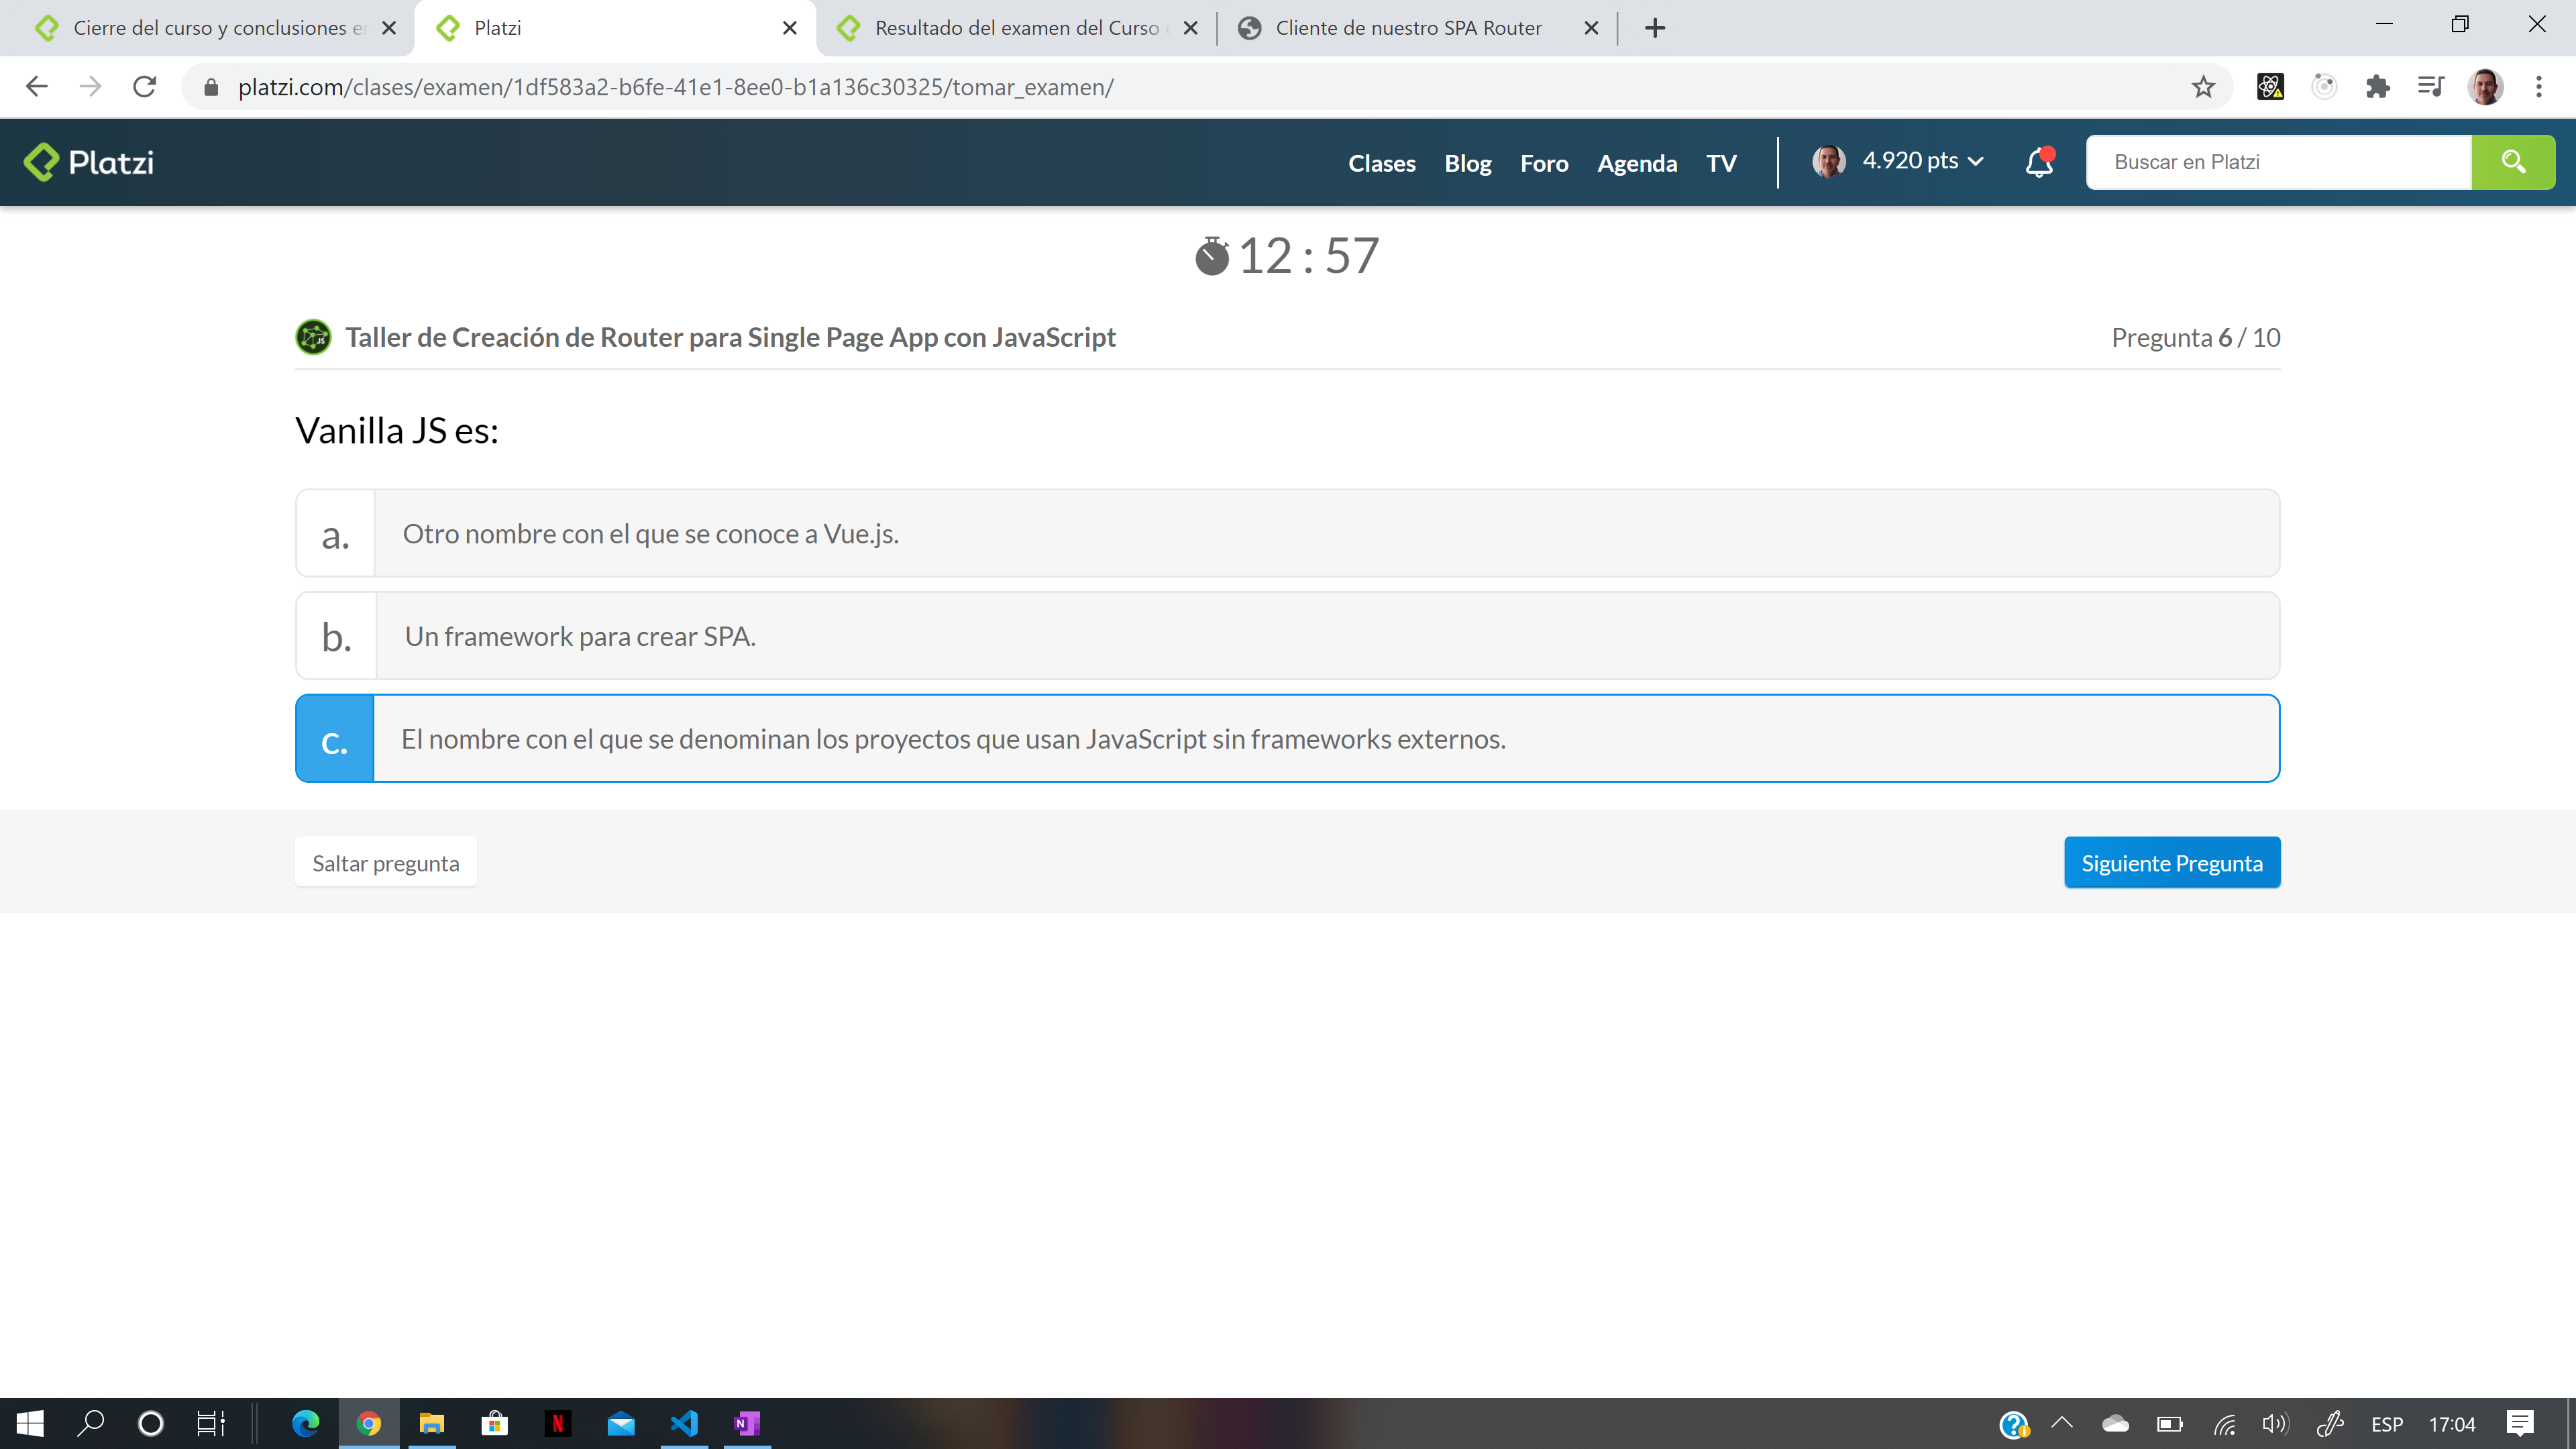 Cierre del curso y conclusiones e
Platzi
Resultado del examen del Curso
Cliente de nuestro SPA Router
platzi.com/clases/examen/1df583a2-b6fe-41e1-8ee0-b1a136c30325/tomar_examen/
Platzi
Clases
Blog
Foro
Agenda
TV
4.920 pts
Buscar en Platzi
12 : 57
JS
Taller de Creación de Router para Single Page App con JavaScript
Pregunta 6 / 10
Vanilla JS es:
a.
Otro nombre con el que se conoce a Vue.js.
b.
Un framework para crear SPA.
c.
El nombre con el que se denominan los proyectos que usan JavaScript sin frameworks externos.
Saltar pregunta
Siguiente Pregunta
N
N
ESP
17:04